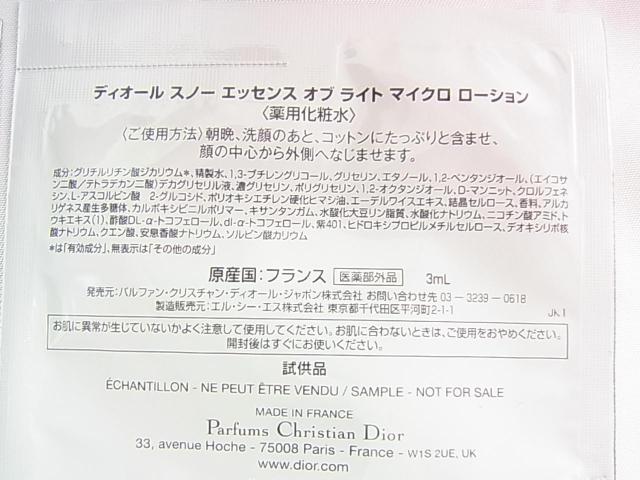 ディオール スノー エッセンス オブ ライト マイクロ ローション
〈薬用化粧水〉
〈ご使用方法〉朝晩、洗顔のあと、コットンにたっぷりと含ませ、
顔の中心から外側へなじませます。
成分:グリチルリチン酸ジカリウム*、精製水、1,3-ブチレングリコール、グリセリン、エタノール、1,2-ペンタンジオール、(エイコサ
ン二酸/テトラデカン二酸)デカグリセリル液、濃グリセリン、ポリグリセリン、1,2-オクタンジオール、D-マンニット、クロルフェネ
シン、L-アスコルビン酸 2-グルコシド、ポリオキシエチレン硬化ヒマシ油、エーデルワイスエキス、結晶セルロース、香料、アルカ
リゲネス産生多糖体、カルボキシビニルポリマー、キサンタンガム、水酸化大豆リン脂質、水酸化ナトリウム、ニコチン酸アミド、ト
ウキエキス(1)、酢酸DL-α-トコフェロール、dl-α-トコフェロール、紫401、ヒドロキシプロピルメチルセルロース、デオキシリボ核
酸ナトリウム、クエン酸、安息香酸ナトリウム、ソルビン酸カリウム
*は「有効成分」、無表示は「その他の成分」
原産国:フランス 医薬部外品 3mL
発売元:パルファン・クリスチャン・ディオール・ジャポン株式会社 お問い合わせ先 03-3239-0618
製造販売元:エル・シー・エス株式会社 東京都千代田区平河町2-1-1 JK1
お肌に異常が生じていないかよく注意して使用してください。お肌に合わないときは、ご使用をおやめください。
開封後はすぐにお使いください。
試供品
ÉCHANTILLON - NE PEUT ÊTRE VENDU / SAMPLE - NOT FOR SALE
MADE IN FRANCE
Parfums Christian Dior
33, avenue Hoche - 75008 Paris - France - W1S 2UE, UK
www.dior.com